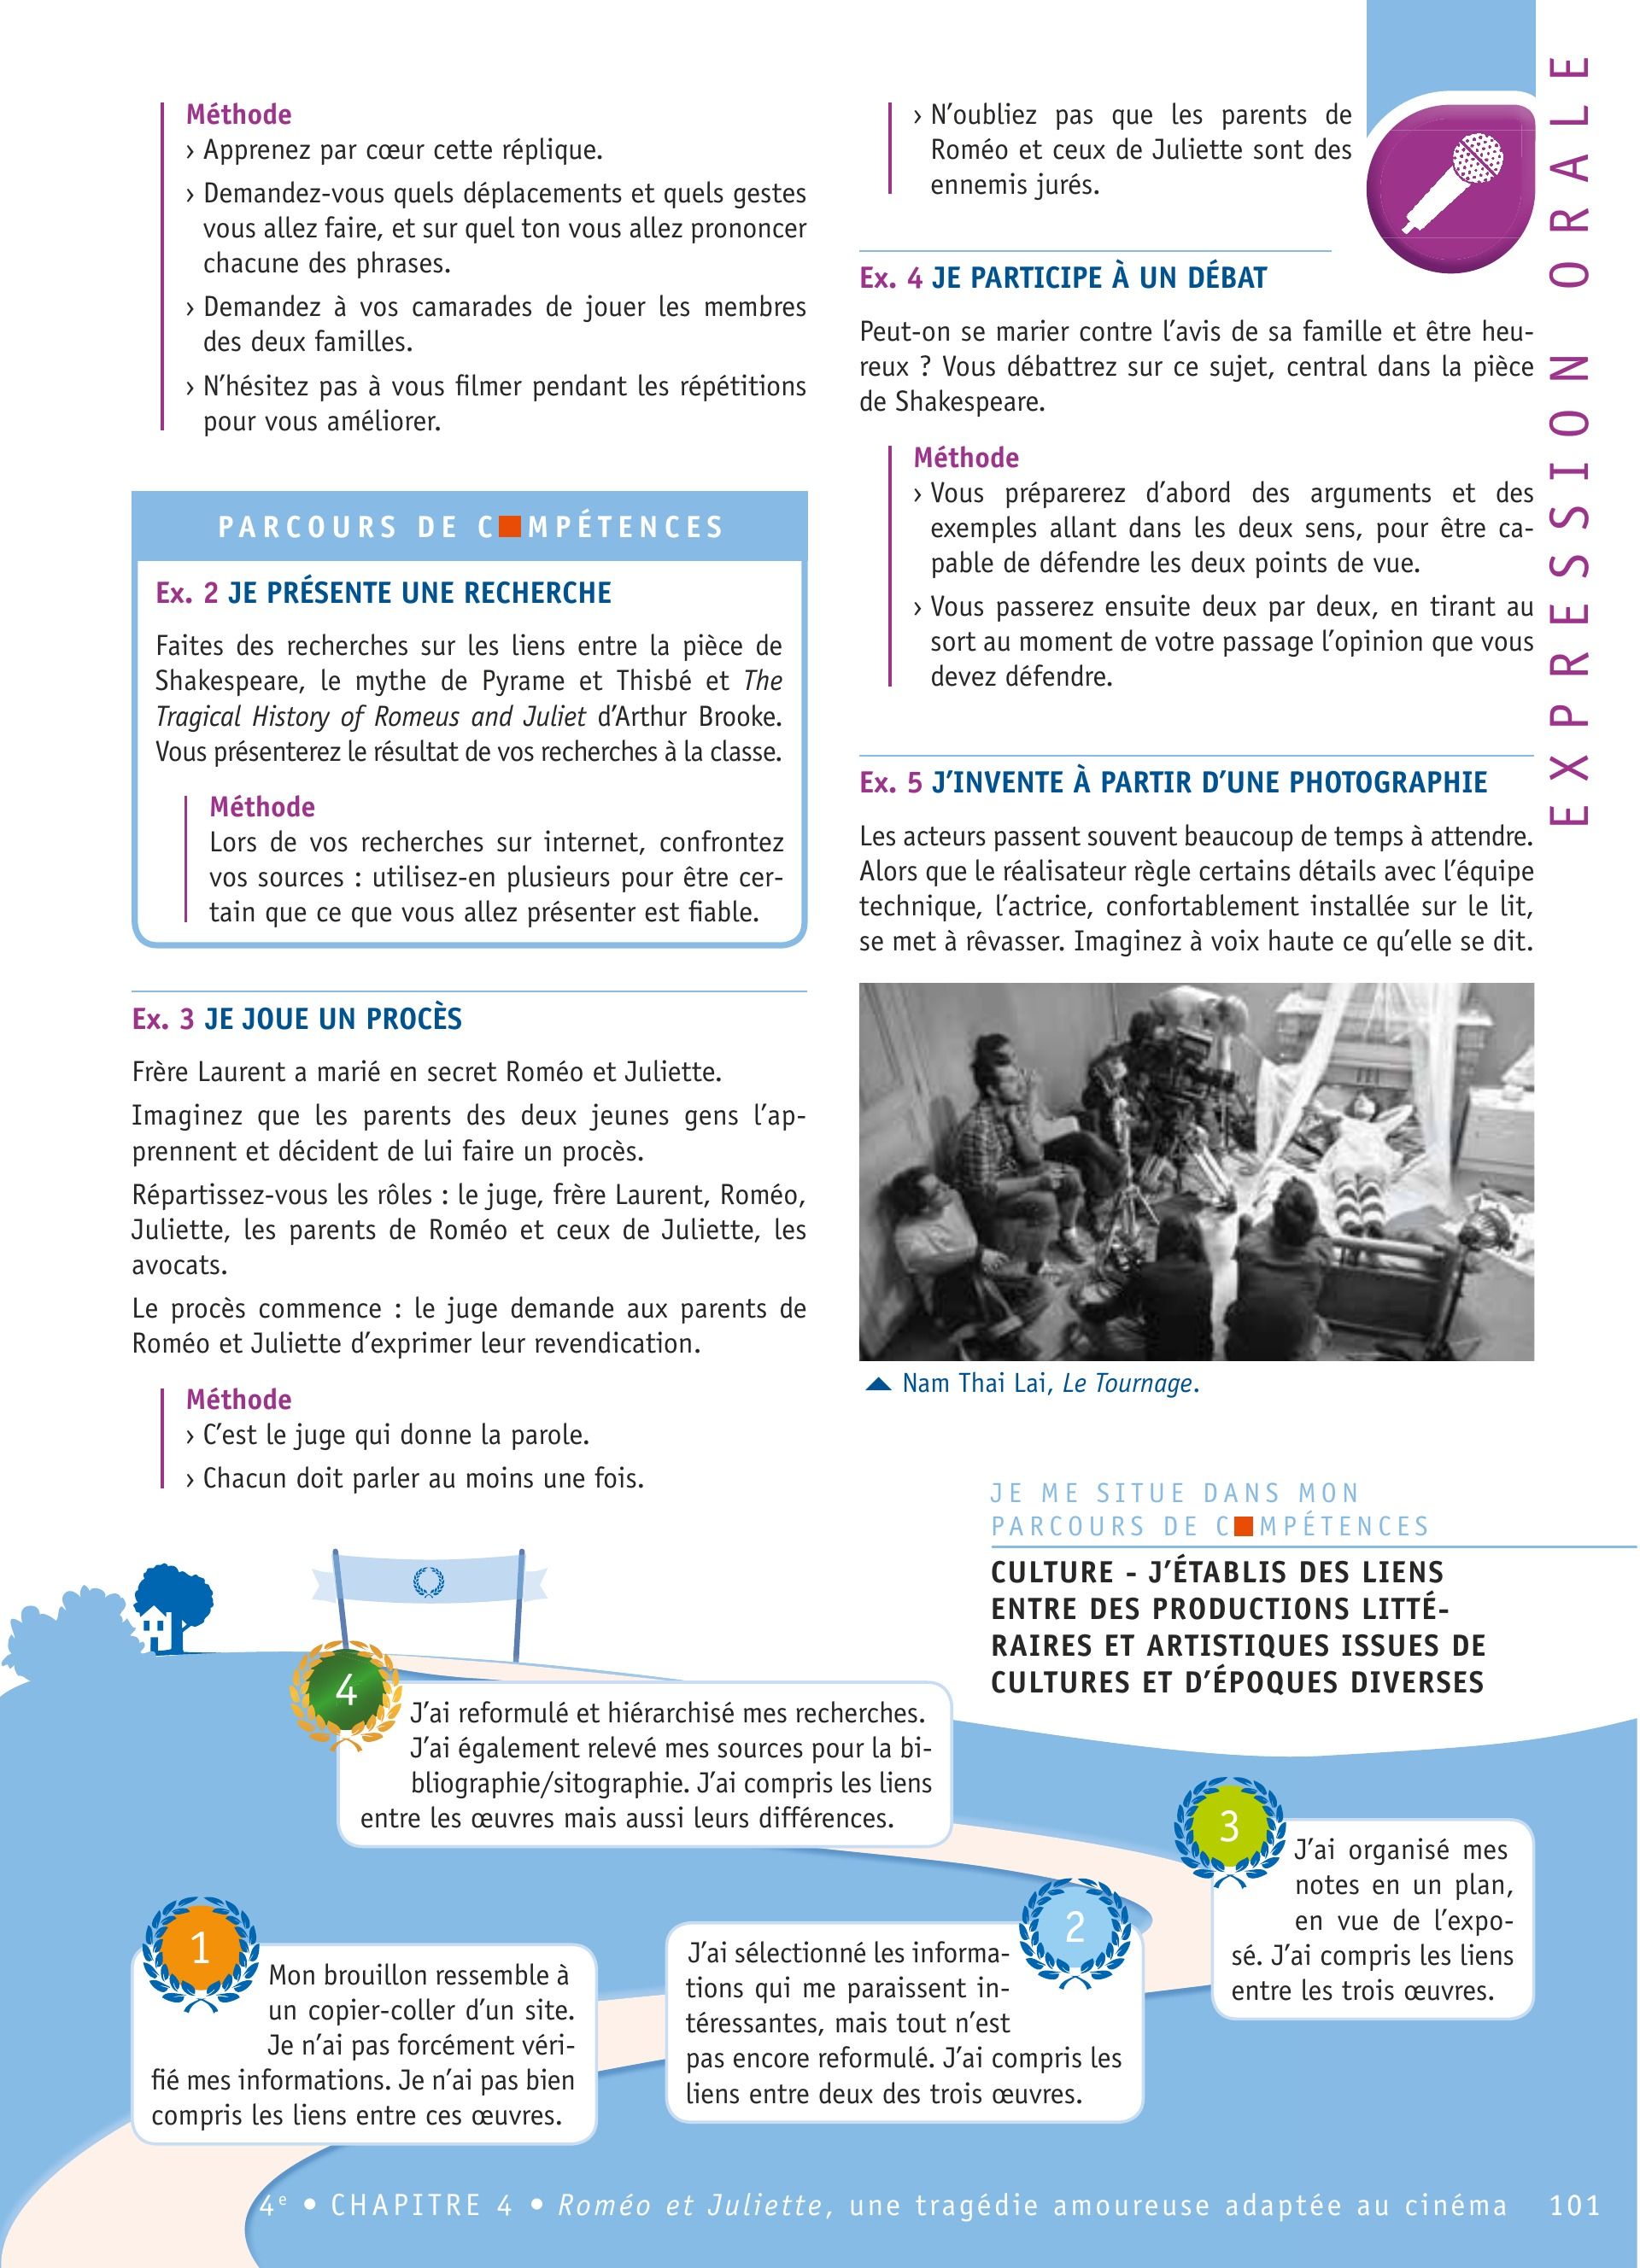 Méthode
› Apprenez par cœur cette réplique.
› Demandez-vous quels déplacements et quels gestes
vous allez faire, et sur quel ton vous allez prononcer
chacune des phrases.
› Demandez à vos camarades de jouer les membres
des deux familles.
› N’hésitez pas à vous filmer pendant les répétitions
pour vous améliorer.
PARCOURS DE C■MPÉTENCES
Ex. 2 JE PRÉSENTE UNE RECHERCHE
Faites des recherches sur les liens entre la pièce de
Shakespeare, le mythe de Pyrame et Thisbé et The
Tragical History of Romeus and Juliet d’Arthur Brooke.
Vous présenterez le résultat de vos recherches à la classe.
Méthode
Lors de vos recherches sur internet, confrontez
vos sources : utilisez-en plusieurs pour être cer-
tain que ce que vous allez présenter est fiable.
Ex. 3 JE JOUE UN PROCÈS
Frère Laurent a marié en secret Roméo et Juliette.
Imaginez que les parents des deux jeunes gens l’ap-
prennent et décident de lui faire un procès.
Répartissez-vous les rôles : le juge, frère Laurent, Roméo,
Juliette, les parents de Roméo et ceux de Juliette, les
avocats.
Le procès commence : le juge demande aux parents de
Roméo et Juliette d’exprimer leur revendication.
Méthode
› C’est le juge qui donne la parole.
› Chacun doit parler au moins une fois.
› N’oubliez pas que les parents de
Roméo et ceux de Juliette sont des
ennemis jurés.
Ex. 4 JE PARTICIPE À UN DÉBAT
Peut-on se marier contre l’avis de sa famille et être heu-
reux ? Vous débattrez sur ce sujet, central dans la pièce
de Shakespeare.
Méthode
› Vous préparerez d’abord des arguments et des
exemples allant dans les deux sens, pour être ca-
pable de défendre les deux points de vue.
› Vous passerez ensuite deux par deux, en tirant au
sort au moment de votre passage l’opinion que vous
devez défendre.
Ex. 5 J’INVENTE À PARTIR D’UNE PHOTOGRAPHIE
Les acteurs passent souvent beaucoup de temps à attendre.
Alors que le réalisateur règle certains détails avec l’équipe
technique, l’actrice, confortablement installée sur le lit,
se met à rêvasser. Imaginez à voix haute ce qu’elle se dit.
Nam Thai Lai, Le Tournage.
EXPRESSION ORALE
JE ME SITUE DANS MON
PARCOURS DE C■MPÉTENCES
CULTURE - J’ÉTABLIS DES LIENS
ENTRE DES PRODUCTIONS LITTÉ-
RAIRES ET ARTISTIQUES ISSUES DE
CULTURES ET D’ÉPOQUES DIVERSES
4
J’ai reformulé et hiérarchisé mes recherches.
J’ai également relevé mes sources pour la bi-
bliographie/sitographie. J’ai compris les liens
entre les œuvres mais aussi leurs différences.
3
J’ai organisé mes
notes en un plan,
en vue de l’expo-
sé. J’ai compris les liens
entre les trois œuvres.
2
J’ai sélectionné les informa-
tions qui me paraissent in-
téressantes, mais tout n’est
pas encore reformulé. J’ai compris les
liens entre deux des trois œuvres.
1
Mon brouillon ressemble à
un copier-coller d’un site.
Je n’ai pas forcément véri-
fié mes informations. Je n’ai pas bien
compris les liens entre ces œuvres.
4e • CHAPITRE 4 • Roméo et Juliette, une tragédie amoureuse adaptée au cinéma 101